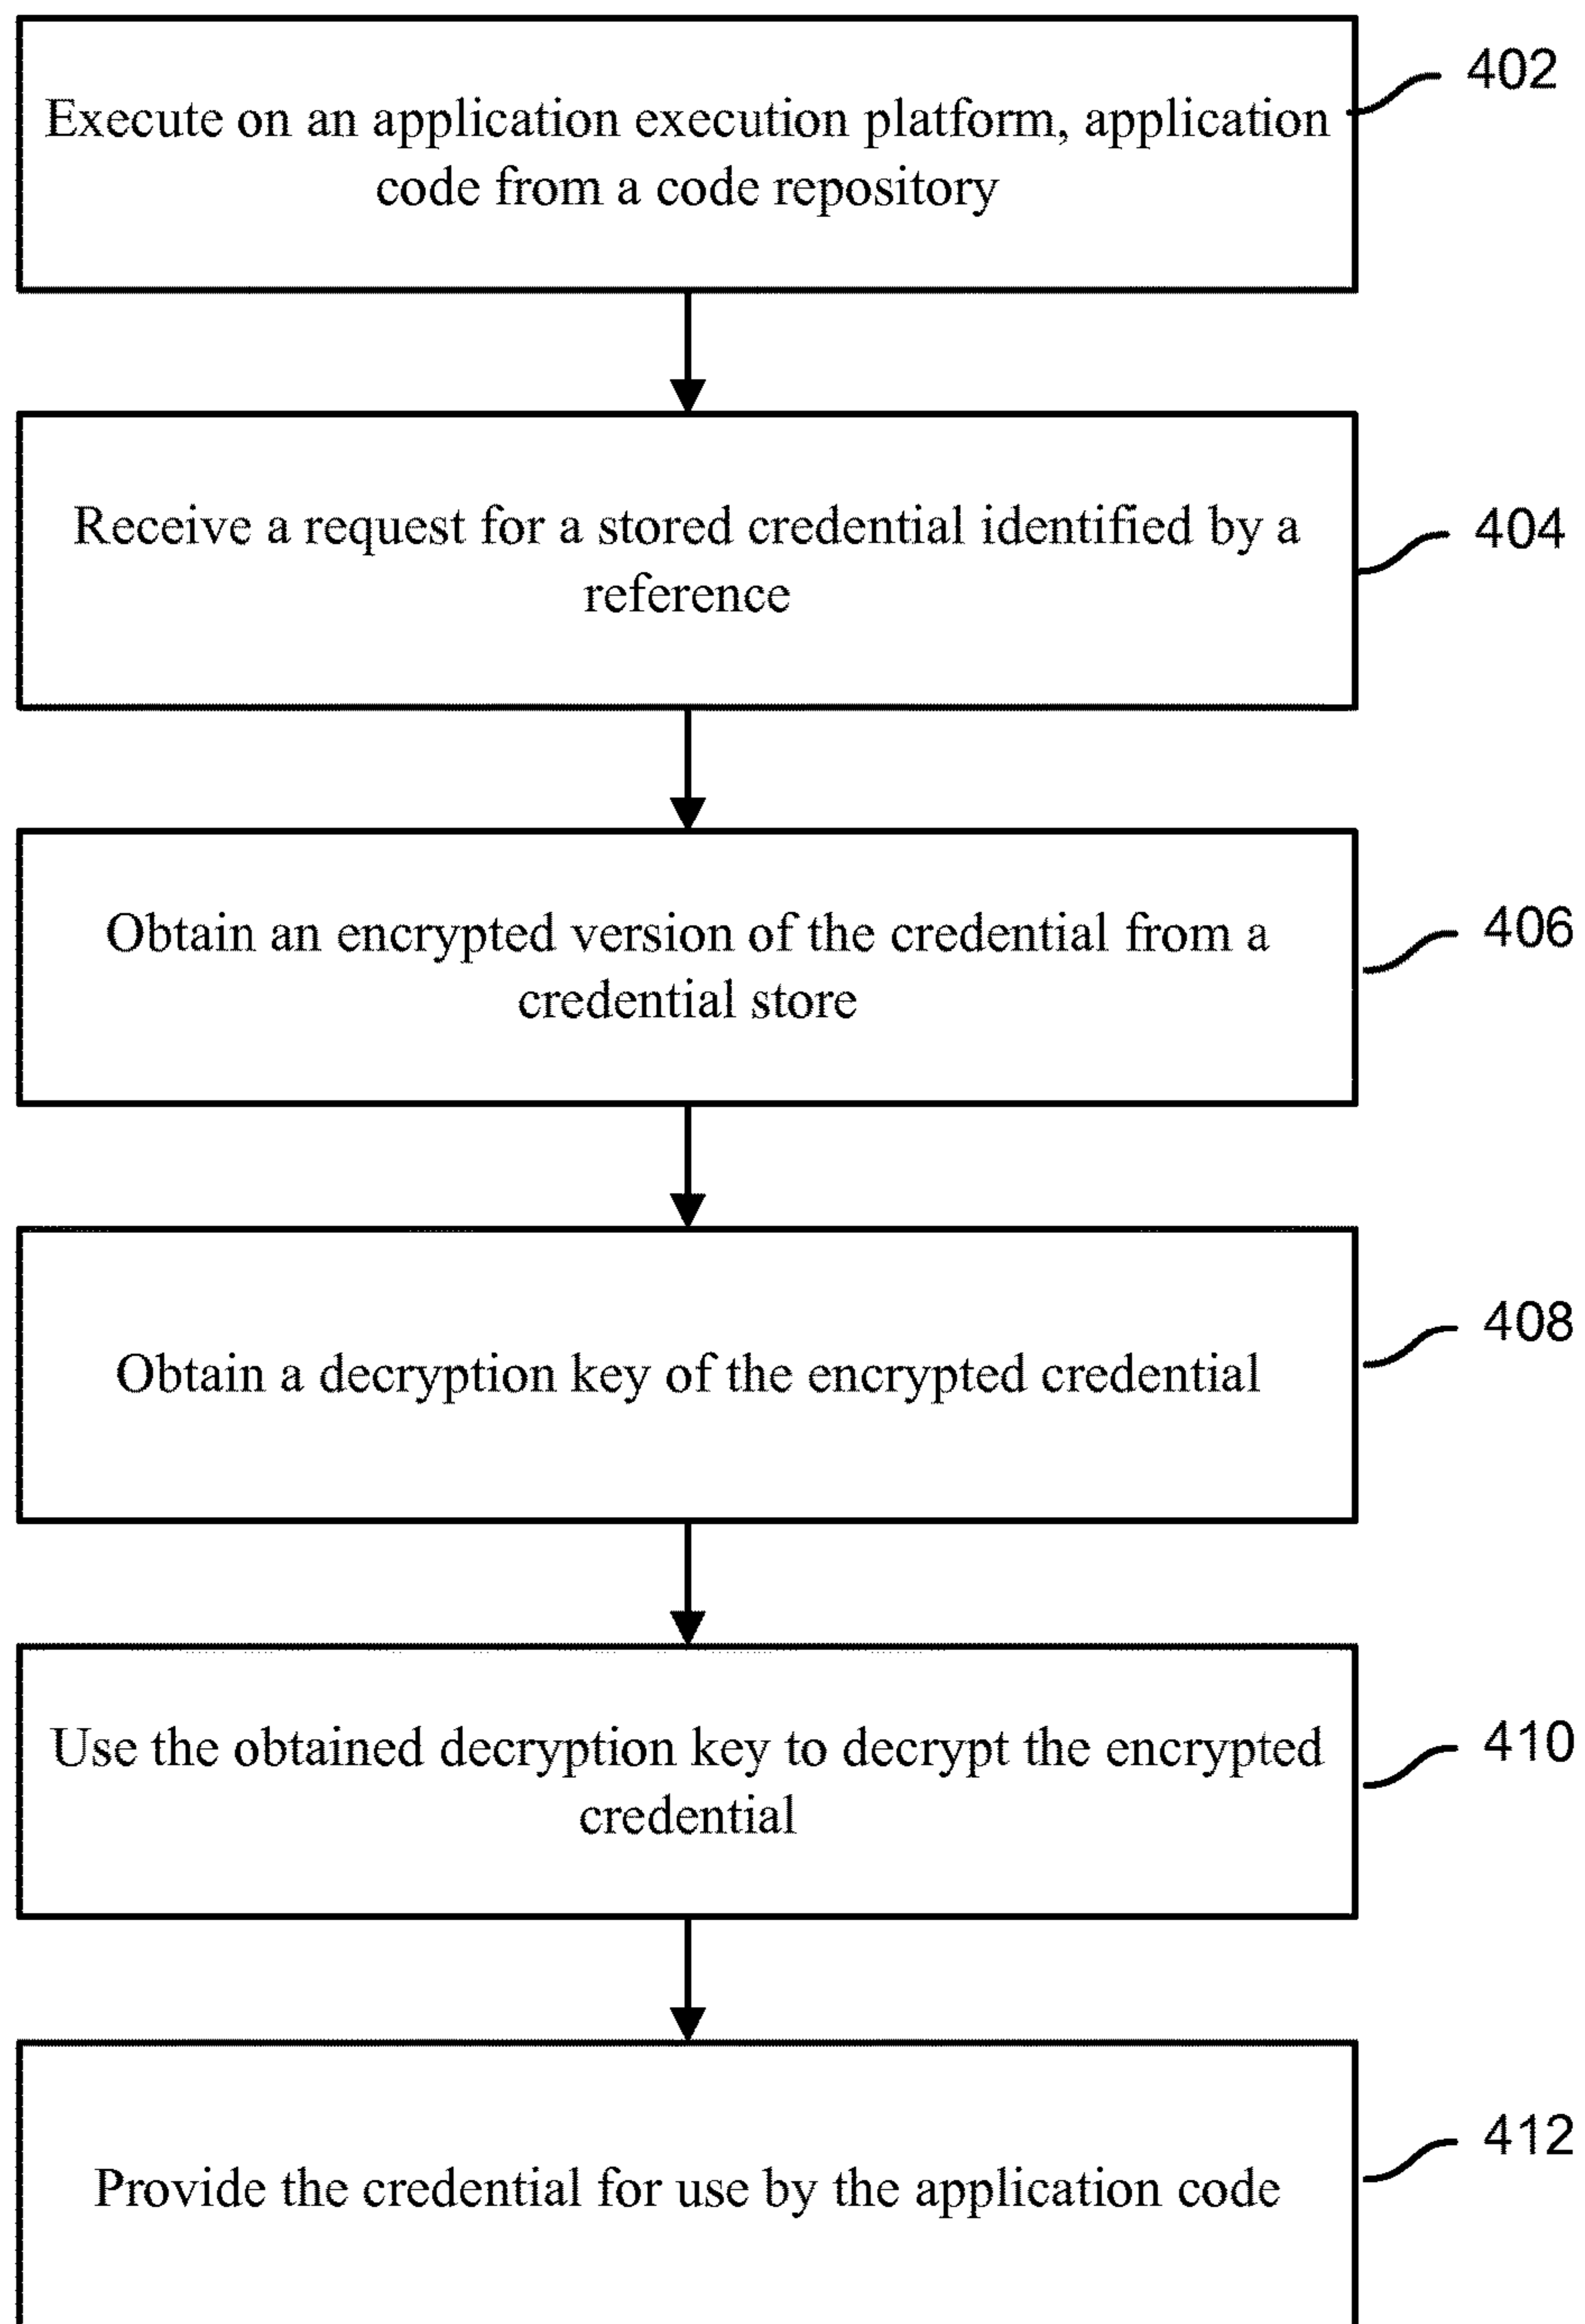 Execute on an application execution platform, application
code from a code repository
402
Receive a request for a stored credential identified by a
reference
404
Obtain an encrypted version of the credential from a
credential store
406
Obtain a decryption key of the encrypted credential
408
Use the obtained decryption key to decrypt the encrypted
credential
410
Provide the credential for use by the application code
412